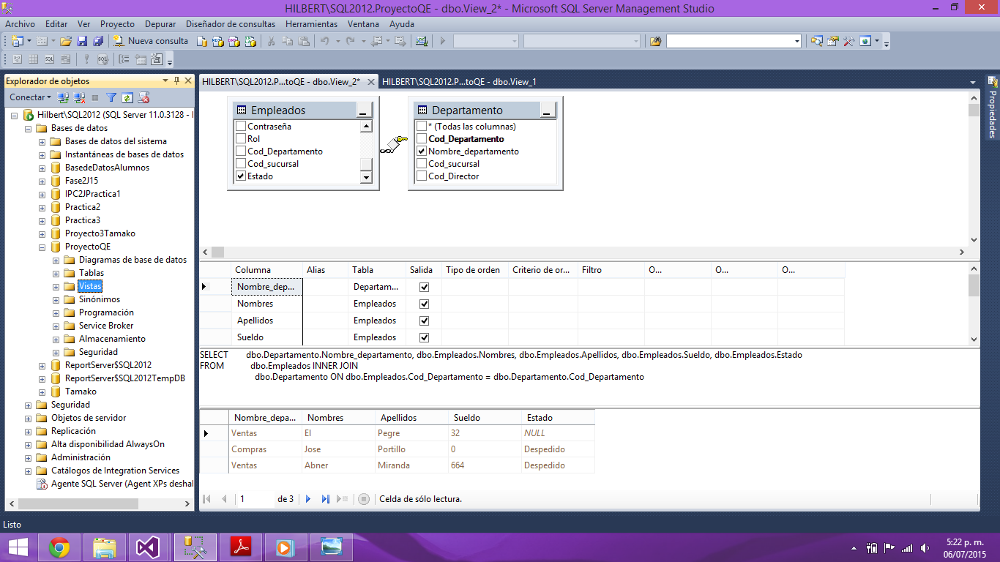 HILBERT\SQL2012.ProyectoQE - dbo.View_2* - Microsoft SQL Server Management Studio
Archivo Editar Ver Proyecto Depurar Diseñador de consultas Herramientas Ventana Ayuda
Nueva consulta
Explorador de objetos
Conectar
Hilbert\SQL2012 (SQL Server 11.0.3128 - I
Bases de datos
Bases de datos del sistema
Instantáneas de bases de datos
BasedeDatosAlumnos
Fase2J15
IPC2JPractica1
Practica2
Practica3
Proyecto3Tamako
ProyectoQE
Diagramas de base de datos
Tablas
Vistas
Sinónimos
Programación
Service Broker
Almacenamiento
Seguridad
ReportServer$SQL2012
ReportServer$SQL2012TempDB
Tamako
Seguridad
Objetos de servidor
Replicación
Alta disponibilidad AlwaysOn
Administración
Catálogos de Integration Services
Agente SQL Server (Agent XPs deshal
HILBERT\SQL2012.P...toQE - dbo.View_2* HILBERT\SQL2012.P...toQE - dbo.View_1
Empleados
Contraseña
Rol
Cod_Departamento
Cod_sucursal
Estado
Departamento
* (Todas las columnas)
Cod_Departamento
Nombre_departamento
Cod_sucursal
Cod_Director
Columna Alias Tabla Salida Tipo de orden Criterio de or... Filtro O... O... O...
Nombre_dep... Departam...
Nombres Empleados
Apellidos Empleados
Sueldo Empleados
SELECT dbo.Departamento.Nombre_departamento, dbo.Empleados.Nombres, dbo.Empleados.Apellidos, dbo.Empleados.Sueldo, dbo.Empleados.Estado
FROM dbo.Empleados INNER JOIN
dbo.Departamento ON dbo.Empleados.Cod_Departamento = dbo.Departamento.Cod_Departamento
Nombre_depa... Nombres Apellidos Sueldo Estado
Ventas El Pegre 32 NULL
Compras Jose Portillo 0 Despedido
Ventas Abner Miranda 664 Despedido
1 de 3 Celda de sólo lectura.
Propiedades
Listo
5:22 p. m.
06/07/2015